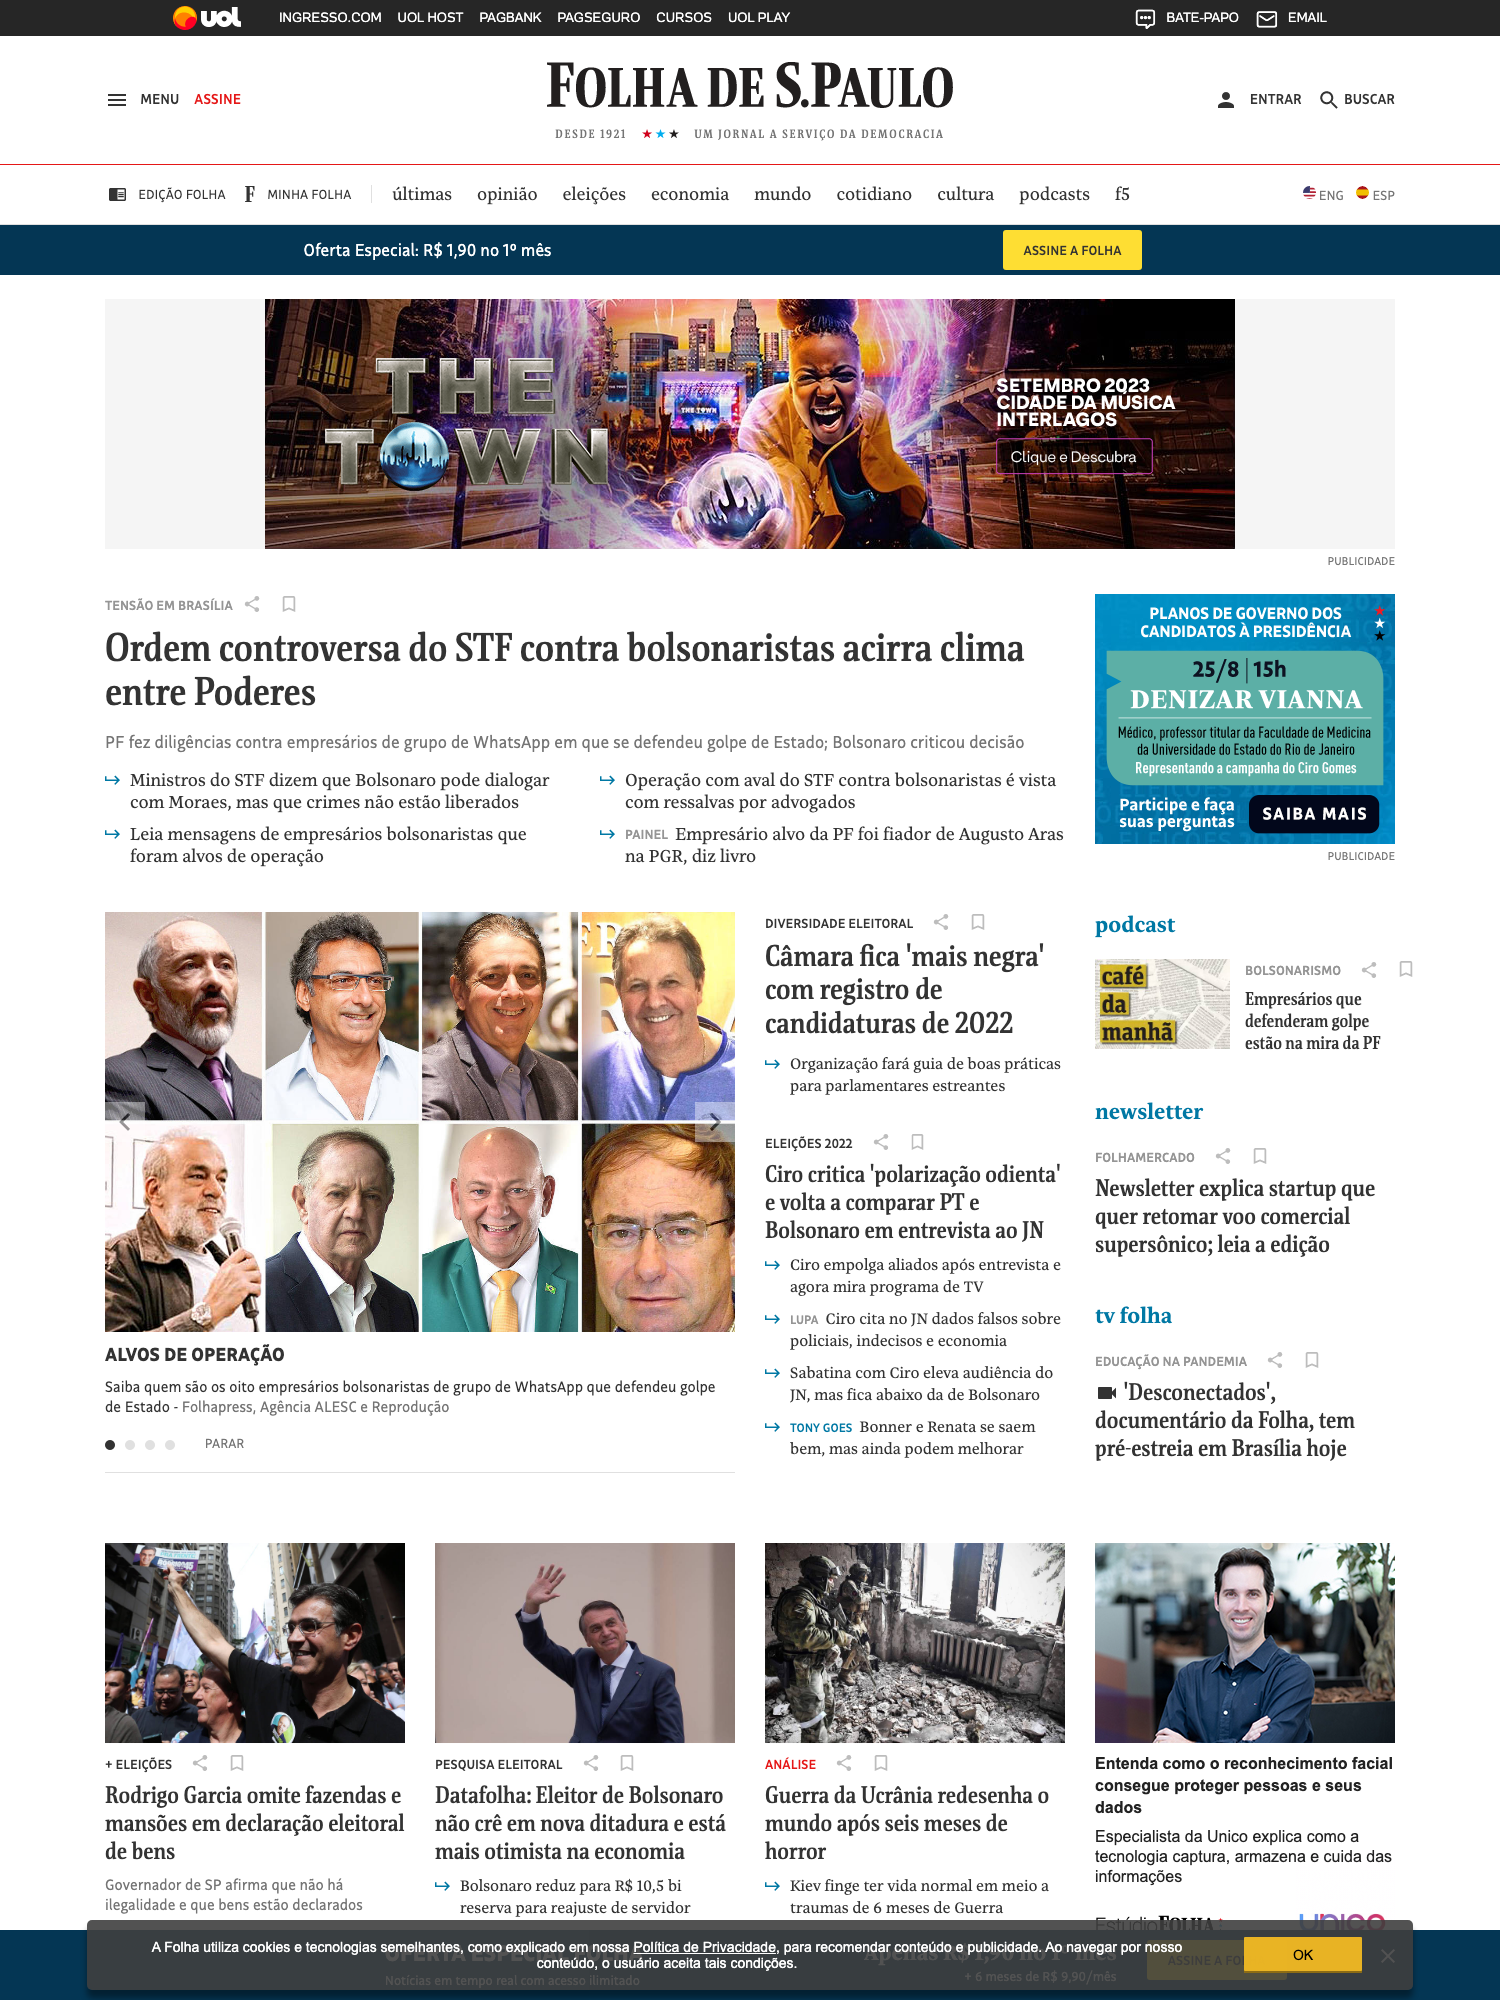 uol
INGRESSO.COM UOL HOST PAGBANK PAGSEGURO CURSOS UOL PLAY
BATE-PAPO EMAIL
MENU ASSINE
FOLHA DE S.PAULO
DESDE 1921 ★★★ UM JORNAL A SERVIÇO DA DEMOCRACIA
ENTRAR BUSCAR
EDIÇÃO FOLHA F MINHA FOLHA
últimas opinião eleições economia mundo cotidiano cultura podcasts f5
ENG ESP
Oferta Especial: R$ 1,90 no 1º mês
ASSINE A FOLHA
THE
TOWN
THE TOWN
SETEMBRO 2023
CIDADE DA MÚSICA
INTERLAGOS
Clique e Descubra
PUBLICIDADE
TENSÃO EM BRASÍLIA
Ordem controversa do STF contra bolsonaristas acirra clima
entre Poderes
PF fez diligências contra empresários de grupo de WhatsApp em que se defendeu golpe de Estado; Bolsonaro criticou decisão
Ministros do STF dizem que Bolsonaro pode dialogar
com Moraes, mas que crimes não estão liberados
Leia mensagens de empresários bolsonaristas que
foram alvos de operação
Operação com aval do STF contra bolsonaristas é vista
com ressalvas por advogados
PAINEL Empresário alvo da PF foi fiador de Augusto Aras
na PGR, diz livro
PLANOS DE GOVERNO DOS
CANDIDATOS À PRESIDÊNCIA
25/8 | 15h
DENIZAR VIANNA
Médico, professor titular da Faculdade de Medicina
da Universidade do Estado do Rio de Janeiro
Representando a campanha do Ciro Gomes
Participe e faça
suas perguntas
SAIBA MAIS
PUBLICIDADE
ALVOS DE OPERAÇÃO
Saiba quem são os oito empresários bolsonaristas de grupo de WhatsApp que defendeu golpe
de Estado - Folhapress, Agência ALESC e Reprodução
PARAR
DIVERSIDADE ELEITORAL
Câmara fica 'mais negra'
com registro de
candidaturas de 2022
Organização fará guia de boas práticas
para parlamentares estreantes
ELEIÇÕES 2022
Ciro critica 'polarização odienta'
e volta a comparar PT e
Bolsonaro em entrevista ao JN
Ciro empolga aliados após entrevista e
agora mira programa de TV
LUPA Ciro cita no JN dados falsos sobre
policiais, indecisos e economia
Sabatina com Ciro eleva audiência do
JN, mas fica abaixo da de Bolsonaro
TONY GOES Bonner e Renata se saem
bem, mas ainda podem melhorar
podcast
café
da
manhã
BOLSONARISMO
Empresários que
defenderam golpe
estão na mira da PF
newsletter
FOLHAMERCADO
Newsletter explica startup que
quer retomar voo comercial
supersônico; leia a edição
tv folha
EDUCAÇÃO NA PANDEMIA
'Desconectados',
documentário da Folha, tem
pré-estreia em Brasília hoje
+ ELEIÇÕES
Rodrigo Garcia omite fazendas e
mansões em declaração eleitoral
de bens
Governador de SP afirma que não há
ilegalidade e que bens estão declarados
PESQUISA ELEITORAL
Datafolha: Eleitor de Bolsonaro
não crê em nova ditadura e está
mais otimista na economia
Bolsonaro reduz para R$ 10,5 bi
reserva para reajuste de servidor
ANÁLISE
Guerra da Ucrânia redesenha o
mundo após seis meses de
horror
Kiev finge ter vida normal em meio a
traumas de 6 meses de Guerra
Entenda como o reconhecimento facial
consegue proteger pessoas e seus
dados
Especialista da Unico explica como a
tecnologia captura, armazena e cuida das
informações
EstúdioFOLHA unico
A Folha utiliza cookies e tecnologias semelhantes, como explicado em nossa Política de Privacidade, para recomendar conteúdo e publicidade. Ao navegar por nosso
conteúdo, o usuário aceita tais condições.
OK
Notícias em tempo real com acesso ilimitado
+ 6 meses de R$ 9,90/mês